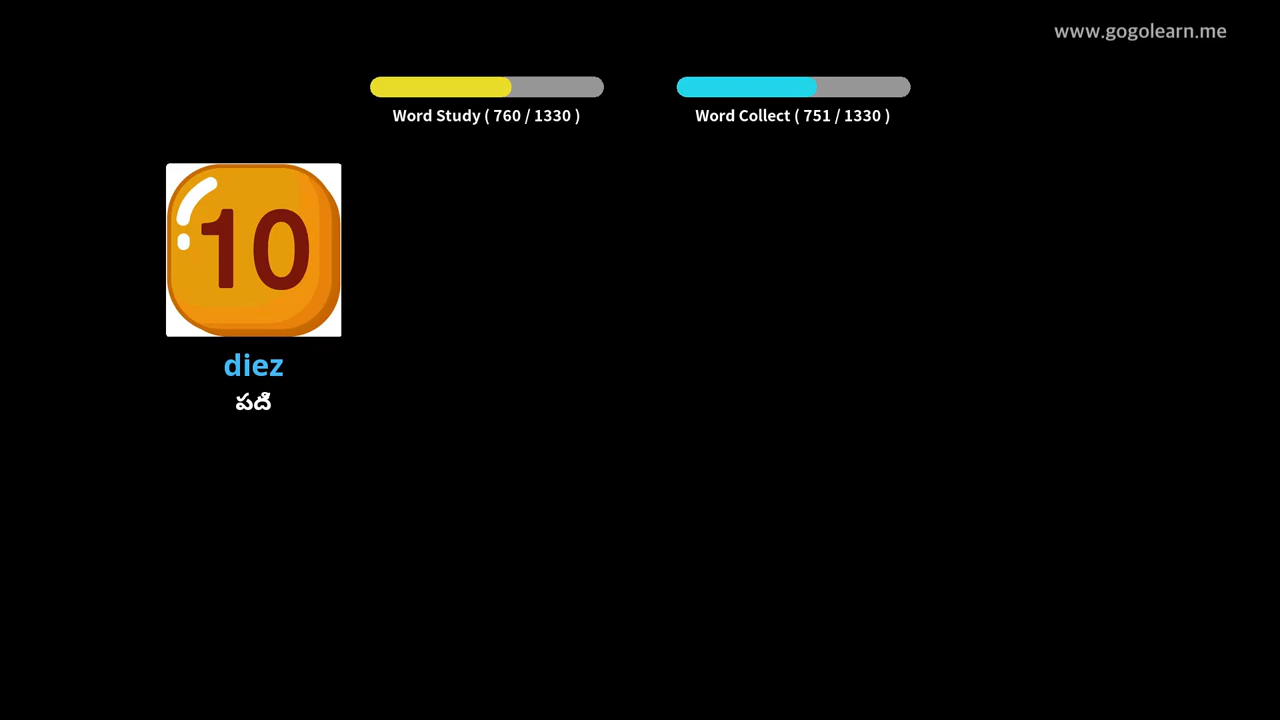 www.gogolearn.me
Word Study ( 760 / 1330 )
Word Collect ( 751 / 1330 )
10
diez
పది